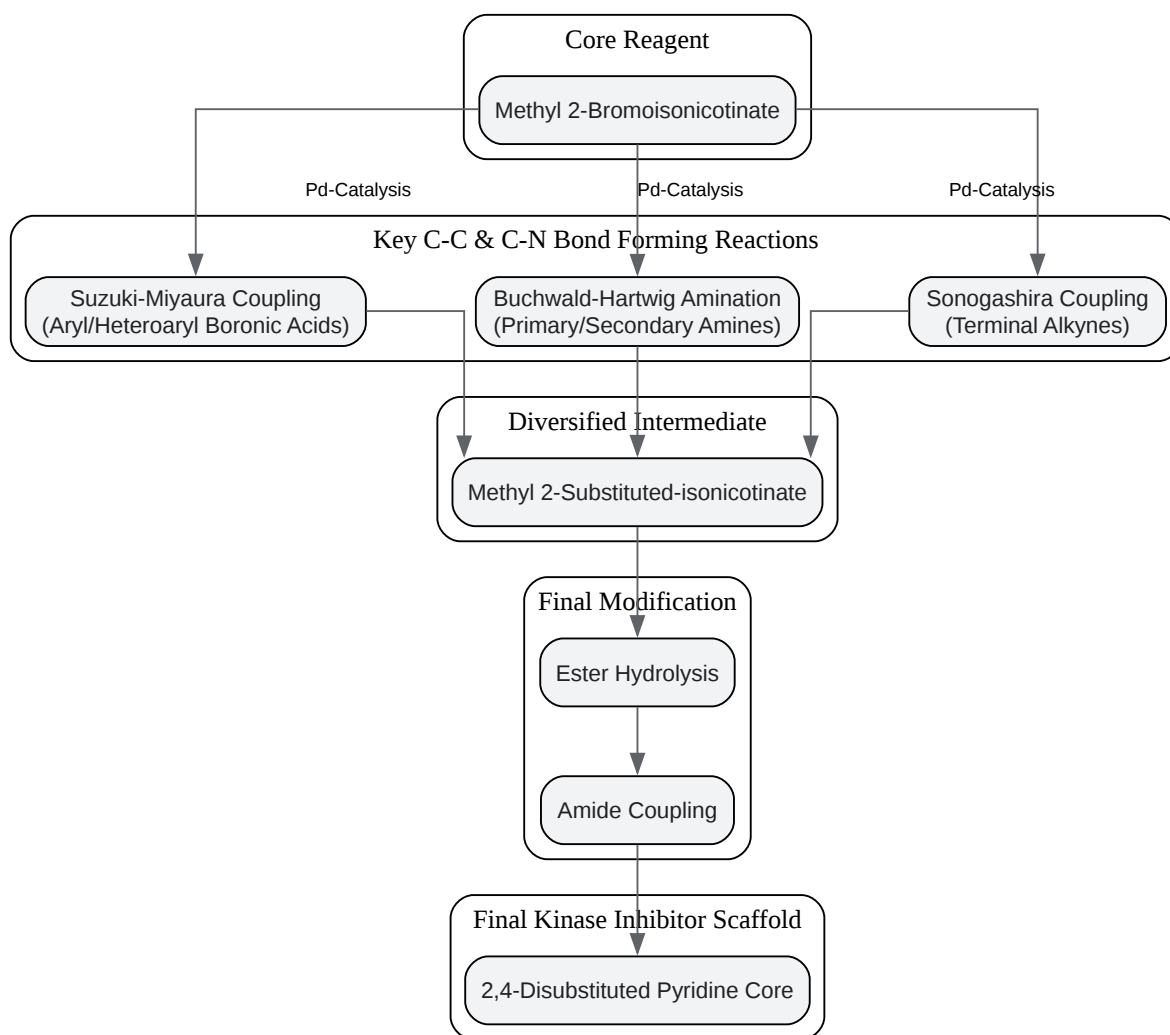 Core Reagent
Methyl 2-Bromoisonicotinate
Pd-Catalysis
Pd-Catalysis
Pd-Catalysis
Key C-C & C-N Bond Forming Reactions
Suzuki-Miyaura Coupling
(Aryl/Heteroaryl Boronic Acids)
Buchwald-Hartwig Amination
(Primary/Secondary Amines)
Sonogashira Coupling
(Terminal Alkynes)
Diversified Intermediate
Methyl 2-Substituted-isonicotinate
Final Modification
Ester Hydrolysis
Amide Coupling
Final Kinase Inhibitor Scaffold
2,4-Disubstituted Pyridine Core